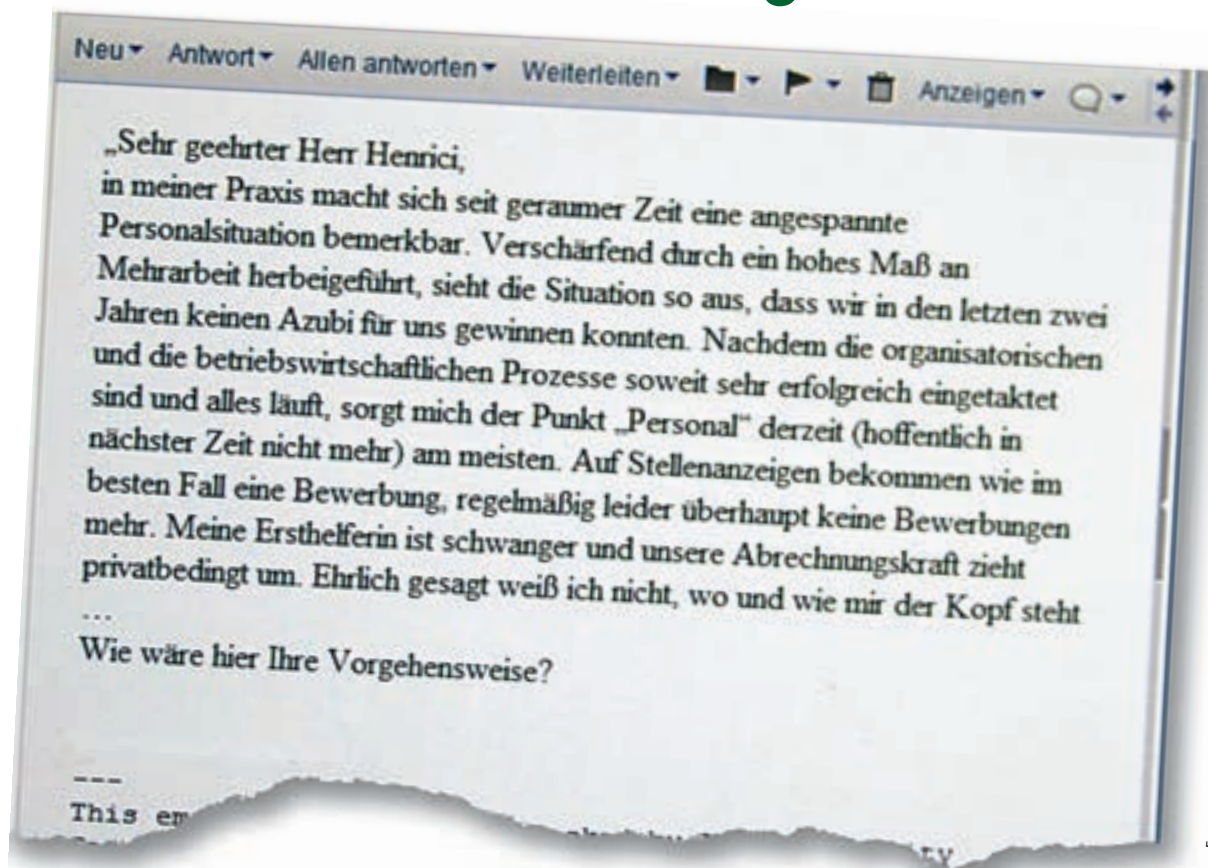 Neu Antwort Allen antworten Weiterleiten Anzeigen
„Sehr geehrter Herr Henrici,
in meiner Praxis macht sich seit geraumer Zeit eine angespannte
Personalsituation bemerkbar. Verschärfend durch ein hohes Maß an
Mehrarbeit herbeigeführt, sieht die Situation so aus, dass wir in den letzten zwei
Jahren keinen Azubi für uns gewinnen konnten. Nachdem die organisatorischen
und die betriebswirtschaftlichen Prozesse soweit sehr erfolgreich eingetaktet
sind und alles läuft, sorgt mich der Punkt „Personal“ derzeit (hoffentlich in
nächster Zeit nicht mehr) am meisten. Auf Stellenanzeigen bekommen wie im
besten Fall eine Bewerbung, regelmäßig leider überhaupt keine Bewerbungen
mehr. Meine Ersthelferin ist schwanger und unsere Abrechnungskraft zieht
privatbedingt um. Ehrlich gesagt weiß ich nicht, wo und wie mir der Kopf steht
…
Wie wäre hier Ihre Vorgehensweise?
---
This